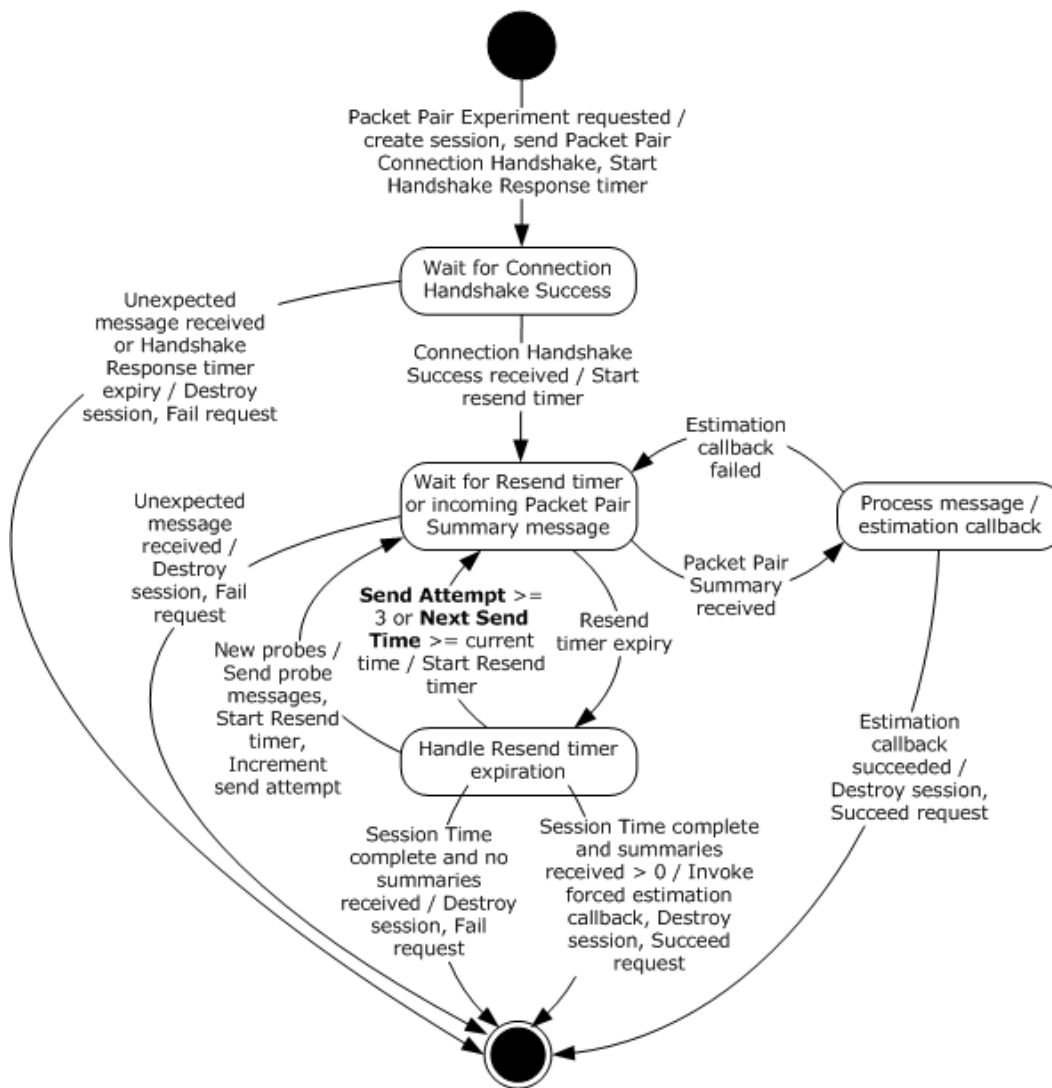 Packet Pair Experiment requested /
create session, send Packet Pair
Connection Handshake, Start
Handshake Response timer
Wait for Connection
Handshake Success
Unexpected
message received
or Handshake
Response timer
expiry / Destroy
session, Fail request
Connection Handshake
Success received / Start
resend timer
Estimation
callback
failed
Wait for Resend timer
or incoming Packet Pair
Summary message
Process message /
estimation callback
Unexpected
message
received /
Destroy
session, Fail
request
Packet Pair
Summary
received
Send Attempt >=
3 or Next Send
Time >= current
time / Start Resend
timer
Resend
timer expiry
New probes /
Send probe
messages,
Start Resend
timer,
Increment
send attempt
Handle Resend timer
expiration
Estimation
callback
succeeded /
Destroy session,
Succeed request
Session Time
complete and no
summaries
received / Destroy
session, Fail
request
Session Time complete
and summaries
received > 0 / Invoke
forced estimation
callback, Destroy
session, Succeed
request